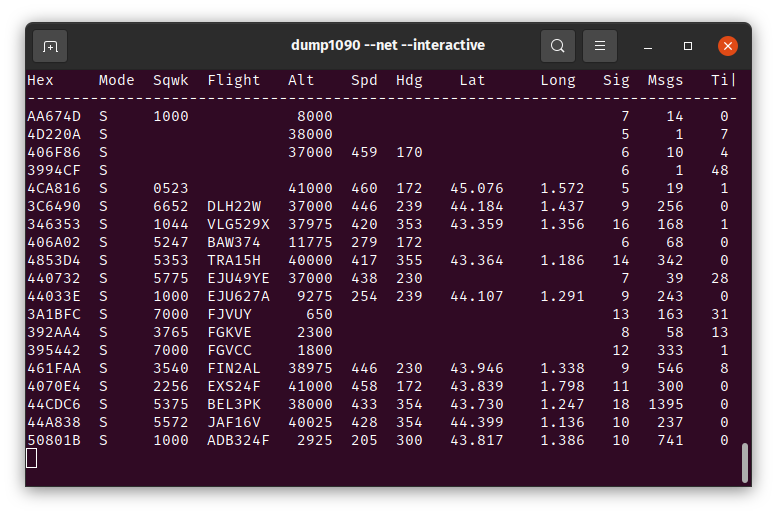 dump1090 --net --interactive
Hex     Mode  Sqwk  Flight   Alt    Spd  Hdg    Lat      Long   Sig  Msgs   Ti|
-------------------------------------------------------------------------------
AA674D  S     1000            8000                                7    14    0
4D220A  S                    38000                                5     1    7
406F86  S                    37000  459  170                      6    10    4
3994CF  S                                                         6     1   48
4CA816  S     0523           41000  460  172   45.076    1.572    5    19    1
3C6490  S     6652  DLH22W   37000  446  239   44.184    1.437    9   256    0
346353  S     1044  VLG529X  37975  420  353   43.359    1.356   16   168    1
406A02  S     5247  BAW374   11775  279  172                      6    68    0
4853D4  S     5353  TRA15H   40000  417  355   43.364    1.186   14   342    0
440732  S     5775  EJU49YE  37000  438  230                      7    39   28
44033E  S     1000  EJU627A   9275  254  239   44.107    1.291    9   243    0
3A1BFC  S     7000  FJVUY      650                               13   163   31
392AA4  S     3765  FGKVE     2300                                8    58   13
395442  S     7000  FGVCC     1800                               12   333    1
461FAA  S     3540  FIN2AL   38975  446  230   43.946    1.338    9   546    8
4070E4  S     2256  EXS24F   41000  458  172   43.839    1.798   11   300    0
44CDC6  S     5375  BEL3PK   38000  433  354   43.730    1.247   18  1395    0
44A838  S     5572  JAF16V   40025  428  354   44.399    1.136   10   237    0
50801B  S     1000  ADB324F   2925  205  300   43.817    1.386   10   741    0